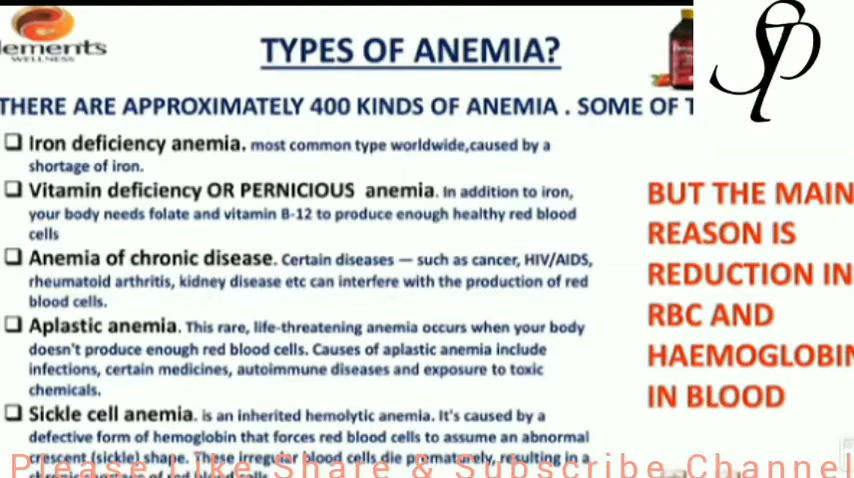 lements
WELLNESS
TYPES OF ANEMIA?
THERE ARE APPROXIMATELY 400 KINDS OF ANEMIA . SOME OF T
Iron deficiency anemia. most common type worldwide,caused by a
shortage of iron.
Vitamin deficiency OR PERNICIOUS anemia. In addition to iron,
your body needs folate and vitamin B-12 to produce enough healthy red blood
cells
Anemia of chronic disease. Certain diseases — such as cancer, HIV/AIDS,
rheumatoid arthritis, kidney disease etc can interfere with the production of red
blood cells.
Aplastic anemia. This rare, life-threatening anemia occurs when your body
doesn't produce enough red blood cells. Causes of aplastic anemia include
infections, certain medicines, autoimmune diseases and exposure to toxic
chemicals.
Sickle cell anemia. is an inherited hemolytic anemia. It's caused by a
defective form of hemoglobin that forces red blood cells to assume an abnormal
crescent (sickle) shape. These irregular blood cells die prematurely, resulting in a
BUT THE MAIN
REASON IS
REDUCTION IN
RBC AND
HAEMOGLOBIN
IN BLOOD
Please Like Share & Subscribe Channel